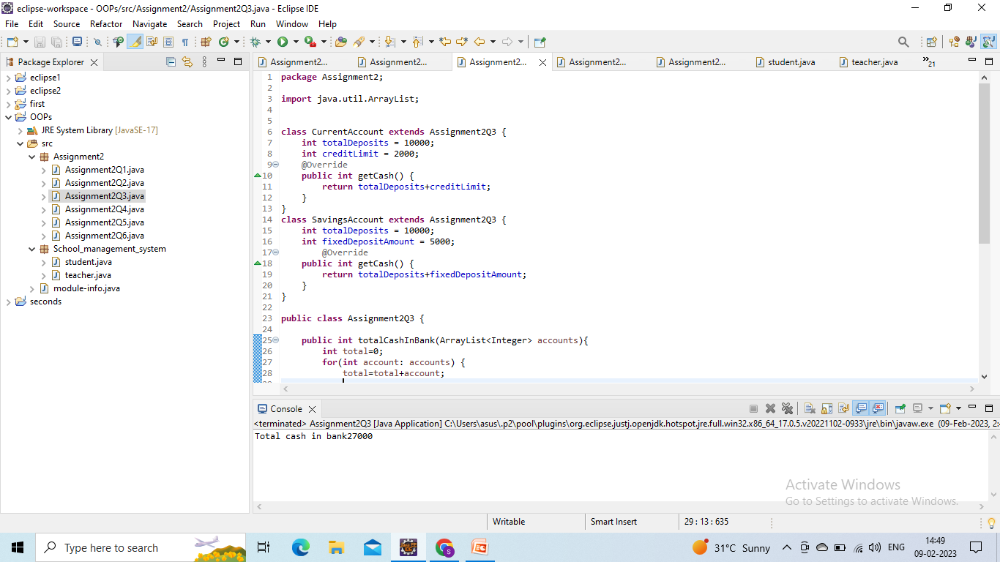 eclipse-workspace - OOPs/src/Assignment2/Assignment2Q3.java - Eclipse IDE
File Edit Source Refactor Navigate Search Project Run Window Help
Package Explorer
eclipse1
eclipse2
first
OOPs
JRE System Library [JavaSE-17]
src
Assignment2
Assignment2Q1.java
Assignment2Q2.java
Assignment2Q3.java
Assignment2Q4.java
Assignment2Q5.java
Assignment2Q6.java
School_management_system
student.java
teacher.java
module-info.java
seconds
Assignment2... Assignment2... Assignment2... Assignment2... Assignment2... student.java teacher.java 21
1 package Assignment2;
2
3 import java.util.ArrayList;
4
5
6 class CurrentAccount extends Assignment2Q3 {
7     int totalDeposits = 10000;
8     int creditLimit = 2000;
9     @Override
10     public int getCash() {
11         return totalDeposits+creditLimit;
12     }
13 }
14 class SavingsAccount extends Assignment2Q3 {
15     int totalDeposits = 10000;
16     int fixedDepositAmount = 5000;
17         @Override
18     public int getCash() {
19         return totalDeposits+fixedDepositAmount;
20     }
21 }
22
23 public class Assignment2Q3 {
24
25     public int totalCashInBank(ArrayList<Integer> accounts){
26         int total=0;
27         for(int account: accounts) {
28             total=total+account;
Console
<terminated> Assignment2Q3 [Java Application] C:\Users\asus\.p2\pool\plugins\org.eclipse.justj.openjdk.hotspot.jre.full.win32.x86_64_17.0.5.v20221102-0933\jre\bin\javaw.exe (09-Feb-2023, 2:
Total cash in bank27000
Activate Windows
Go to Settings to activate Windows.
Writable Smart Insert 29 : 13 : 635
Type here to search
31°C Sunny ENG 14:49
09-02-2023